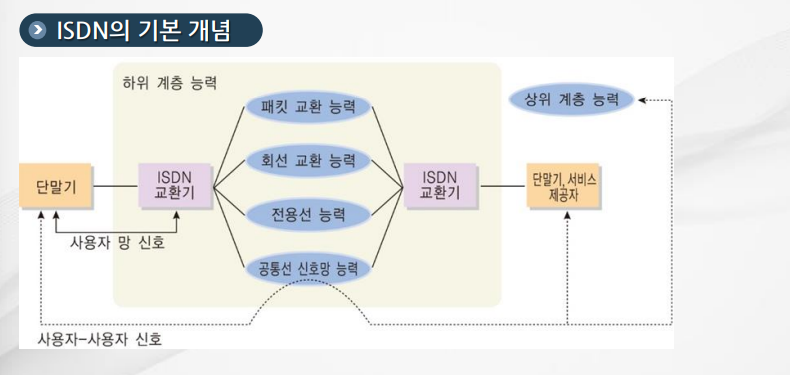 ISDN의 기본 개념
하위 계층 능력
패킷 교환 능력
상위 계층 능력
회선 교환 능력
단말기
ISDN
교환기
ISDN
교환기
단말기, 서비스
제공자
전용선 능력
사용자 망 신호
공통선 신호망 능력
사용자-사용자 신호